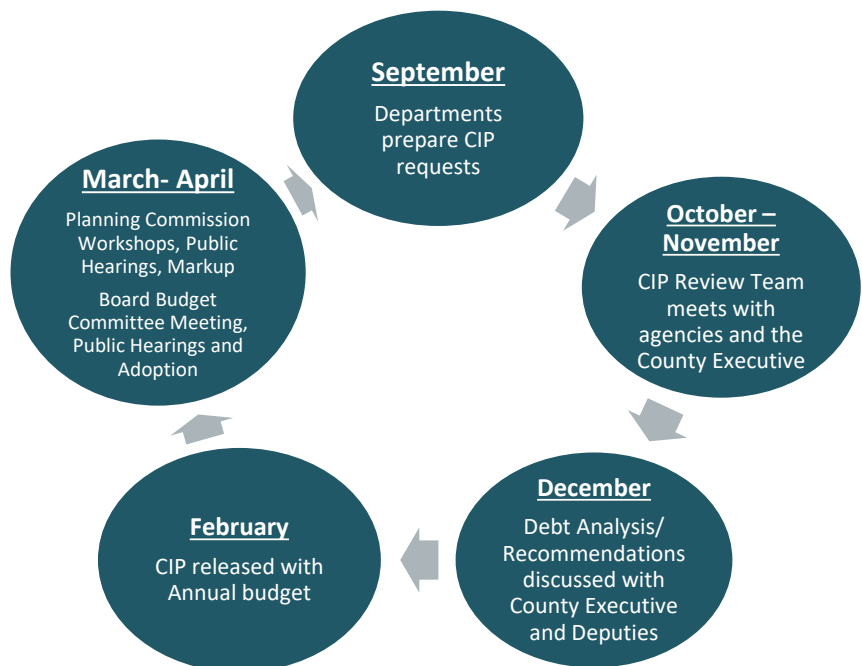 September
Departments
prepare CIP
requests
October –
November
CIP Review Team
meets with
agencies and the
County Executive
December
Debt Analysis/
Recommendations
discussed with
County Executive
and Deputies
February
CIP released with
Annual budget
March- April
Planning Commission
Workshops, Public
Hearings, Markup
Board Budget
Committee Meeting,
Public Hearings and
Adoption